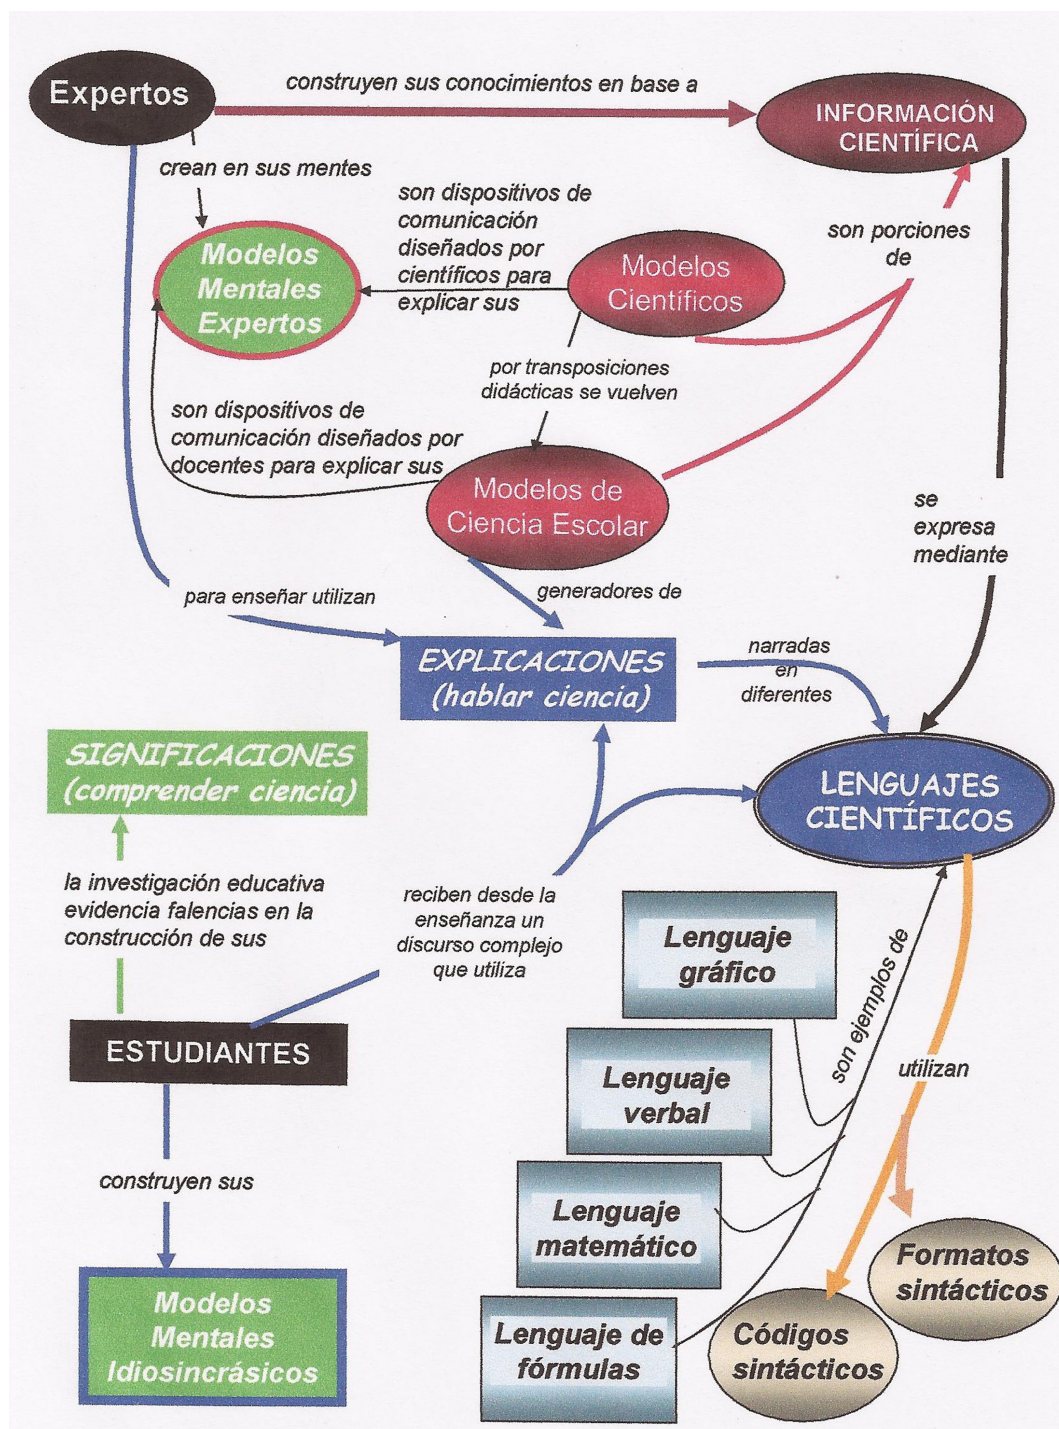 Expertos
construyen sus conocimientos en base a
INFORMACIÓN
CIENTÍFICA
crean en sus mentes
son dispositivos de
comunicación
diseñados por
científicos para
explicar sus
Modelos
Mentales
Expertos
Modelos
Científicos
son porciones
de
por transposiciones
didácticas se vuelven
son dispositivos de
comunicación diseñados por
docentes para explicar sus
Modelos de
Ciencia Escolar
se
expresa
mediante
para enseñar utilizan
generadores de
EXPLICACIONES
(hablar ciencia)
narradas
en
diferentes
SIGNIFICACIONES
(comprender ciencia)
LENGUAJES
CIENTÍFICOS
la investigación educativa
evidencia falencias en la
construcción de sus
reciben desde la
enseñanza un
discurso complejo
que utiliza
Lenguaje
gráfico
son ejemplos de
ESTUDIANTES
Lenguaje
verbal
utilizan
construyen sus
Lenguaje
matemático
Formatos
sintácticos
Modelos
Mentales
Idiosincrásicos
Lenguaje de
fórmulas
Códigos
sintácticos